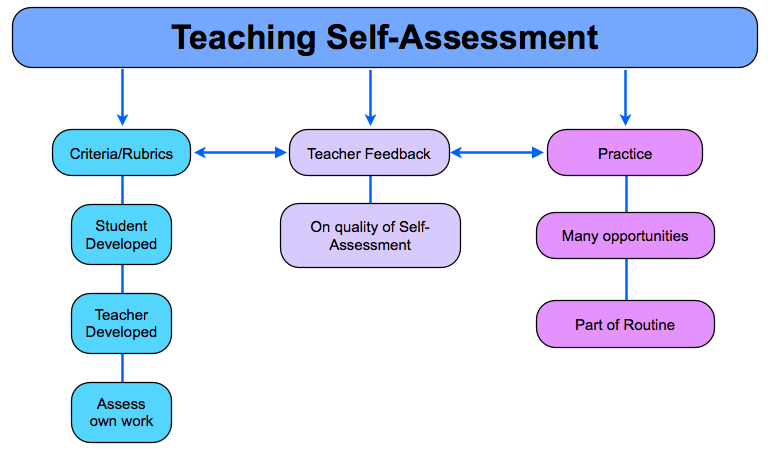 Teaching Self-Assessment
Criteria/Rubrics
Teacher Feedback
Practice
Student
Developed
On quality of Self-
Assessment
Many opportunities
Teacher
Developed
Part of Routine
Assess
own work